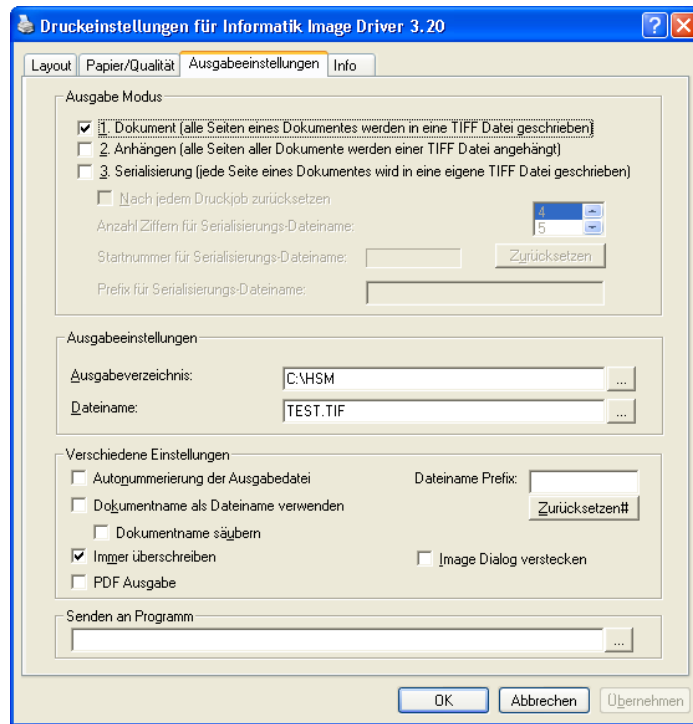 Druckeinstellungen für Informatik Image Driver 3.20
Layout Papier/Qualität Ausgabeeinstellungen Info
Ausgabe Modus
1. Dokument (alle Seiten eines Dokumentes werden in eine TIFF Datei geschrieben)
2. Anhängen (alle Seiten aller Dokumente werden einer TIFF Datei angehängt)
3. Serialisierung (jede Seite eines Dokumentes wird in eine eigene TIFF Datei geschrieben)
Nach jedem Druckjob zurücksetzen
Anzahl Ziffern für Serialisierungs-Dateiname: 4
5
Startnummer für Serialisierungs-Dateiname: Zurücksetzen
Prefix für Serialisierungs-Dateiname:
Ausgabeeinstellungen
Ausgabeverzeichnis: C:\HSM ...
Dateiname: TEST.TIF ...
Verschiedene Einstellungen
Autonummerierung der Ausgabedatei Dateiname Prefix:
Dokumentname als Dateiname verwenden Zurücksetzen#
Dokumentname säubern
Immer überschreiben Image Dialog verstecken
PDF Ausgabe
Senden an Programm
...
OK Abbrechen Übernehmen